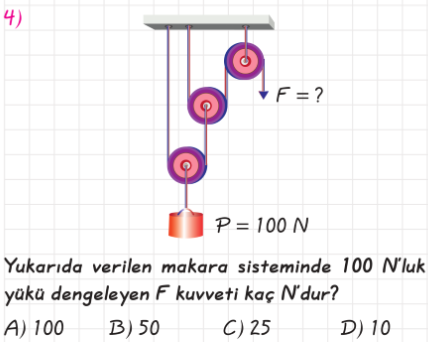 4)
F = ?
P = 100 N
Yukarıda verilen makara sisteminde 100 N'luk
yükü dengeleyen F kuvveti kaç N'dur?
A) 100 B) 50 C) 25 D) 10